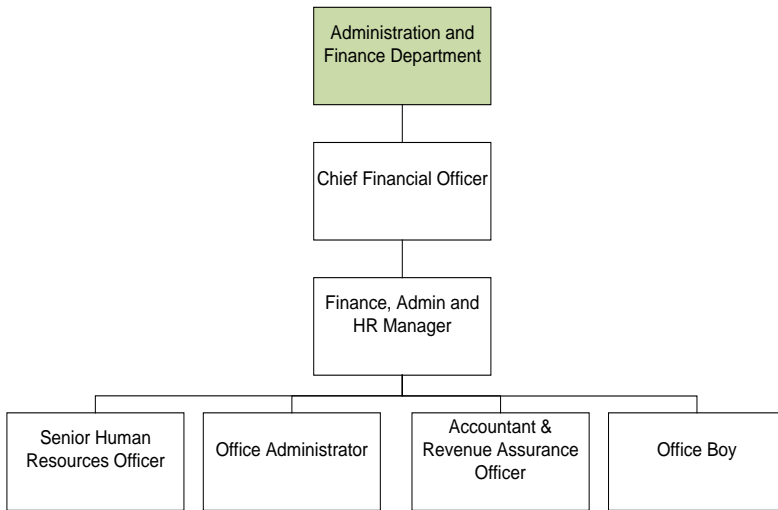 Administration and
Finance Department
Chief Financial Officer
Finance, Admin and
HR Manager
Senior Human
Resources Officer
Office Administrator
Accountant &
Revenue Assurance
Officer
Office Boy